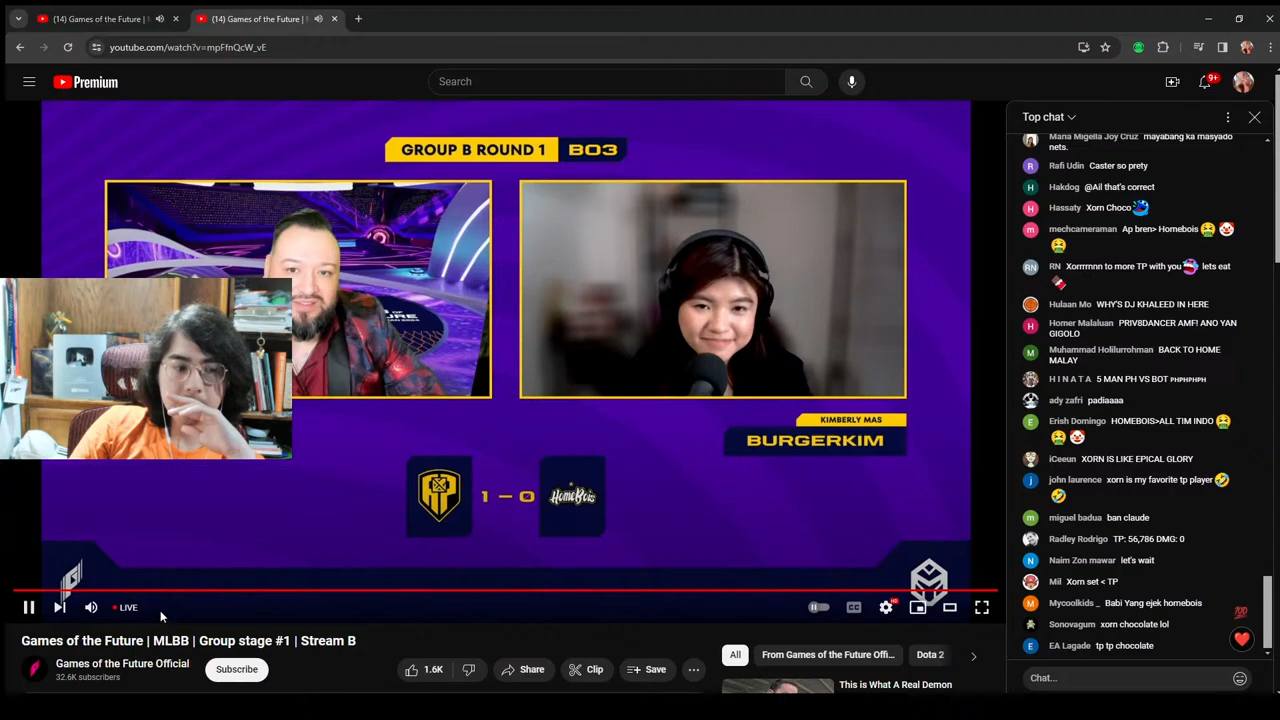 (14) Games of the Future | M
(14) Games of the Future | M
youtube.com/watch?v=mpFfnQcW_vE
Premium
Search
9+
GROUP B ROUND 1 BO3
KIMBERLY MAS
BURGERKIM
1 – 0
HomeBois
LIVE
HD
Games of the Future | MLBB | Group stage #1 | Stream B
Games of the Future Official
32.6K subscribers
Subscribe
1.6K
Share
Clip
Save
All
From Games of the Future Offi...
Dota 2
This is What A Real Demon
Top chat
Maria Migella Joy Cruz mayabang ka masyado
nets.
R Rafi Udin Caster so prety
H Hakdog @Ail that's correct
H Hassaty Xorn Choco
m mechcameraman Ap bren> Homebois
RN RN Xorrrrnnn to more TP with you lets eat
Hulaan Mo WHY'S DJ KHALEED IN HERE
H Homer Malaluan PRIV8DANCER AMF! ANO YAN
GIGOLO
M Muhammad Holilurrohman BACK TO HOME
MALAY
H I N A T A 5 MAN PH VS BOT PHPHPHPH
ady zafri padiaaaa
E Erish Domingo HOMEBOIS>ALL TIM INDO
iCeeun XORN IS LIKE EPICAL GLORY
j john laurence xorn is my favorite tp player
m miguel badua ban claude
Radley Rodrigo TP: 56,786 DMG: 0
N Naim Zon mawar let's wait
Mil Xorn set < TP
Mycoolkids _ Babi Yang ejek homebois
Sonovagum xorn chocolate lol
EA Lagade tp tp chocolate
Chat...